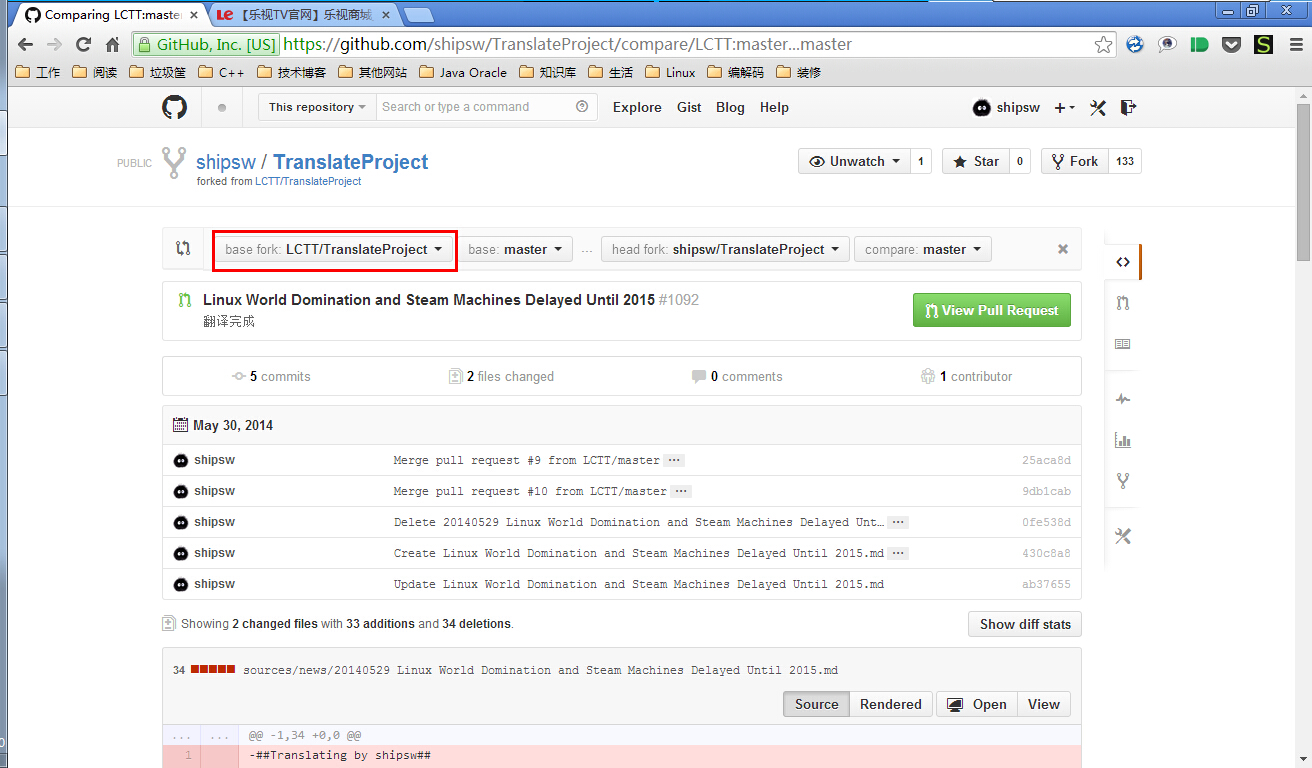 Comparing LCTT:master
【乐视TV官网】乐视商城
GitHub, Inc. [US] https://github.com/shipsw/TranslateProject/compare/LCTT:master...master
工作 阅读 垃圾筐 C++ 技术博客 其他网站 Java Oracle 知识库 生活 Linux 编解码 装修
This repository Search or type a command Explore Gist Blog Help shipsw
PUBLIC shipsw / TranslateProject Unwatch 1 Star 0 Fork 133
forked from LCTT/TranslateProject
base fork: LCTT/TranslateProject base: master ... head fork: shipsw/TranslateProject compare: master
Linux World Domination and Steam Machines Delayed Until 2015 #1092
翻译完成
View Pull Request
5 commits 2 files changed 0 comments 1 contributor
May 30, 2014
shipsw Merge pull request #9 from LCTT/master ... 25aca8d
shipsw Merge pull request #10 from LCTT/master ... 9db1cab
shipsw Delete 20140529 Linux World Domination and Steam Machines Delayed Unt… ... 0fe538d
shipsw Create Linux World Domination and Steam Machines Delayed Until 2015.md ... 430c8a8
shipsw Update Linux World Domination and Steam Machines Delayed Until 2015.md ab37655
Showing 2 changed files with 33 additions and 34 deletions. Show diff stats
34 sources/news/20140529 Linux World Domination and Steam Machines Delayed Until 2015.md
Source Rendered Open View
... ... @@ -1,34 +0,0 @@
1 -##Translating by shipsw##